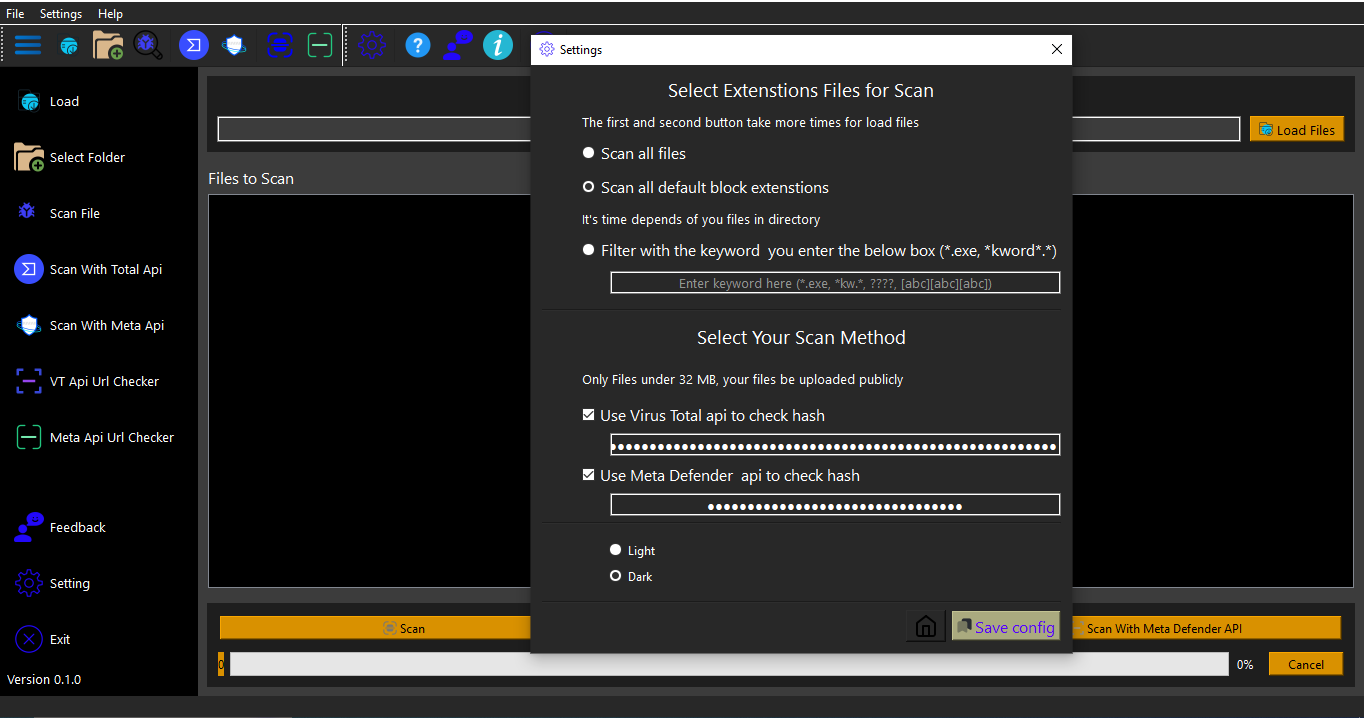 File Settings Help
Settings
Load
Select Folder
Scan File
Scan With Total Api
Scan With Meta Api
VT Api Url Checker
Meta Api Url Checker
Feedback
Setting
Exit
Version 0.1.0
Load Files
Files to Scan
Select Extenstions Files for Scan
The first and second button take more times for load files
Scan all files
Scan all default block extenstions
It's time depends of you files in directory
Filter with the keyword  you enter the below box (*.exe, *kword*.*)
Enter keyword here (*.exe, *kw.*, ????, [abc][abc][abc])
Select Your Scan Method
Only Files under 32 MB, your files be uploaded publicly
Use Virus Total api to check hash
Use Meta Defender  api to check hash
Light
Dark
Save config
Scan
Scan With Meta Defender API
0
0%
Cancel